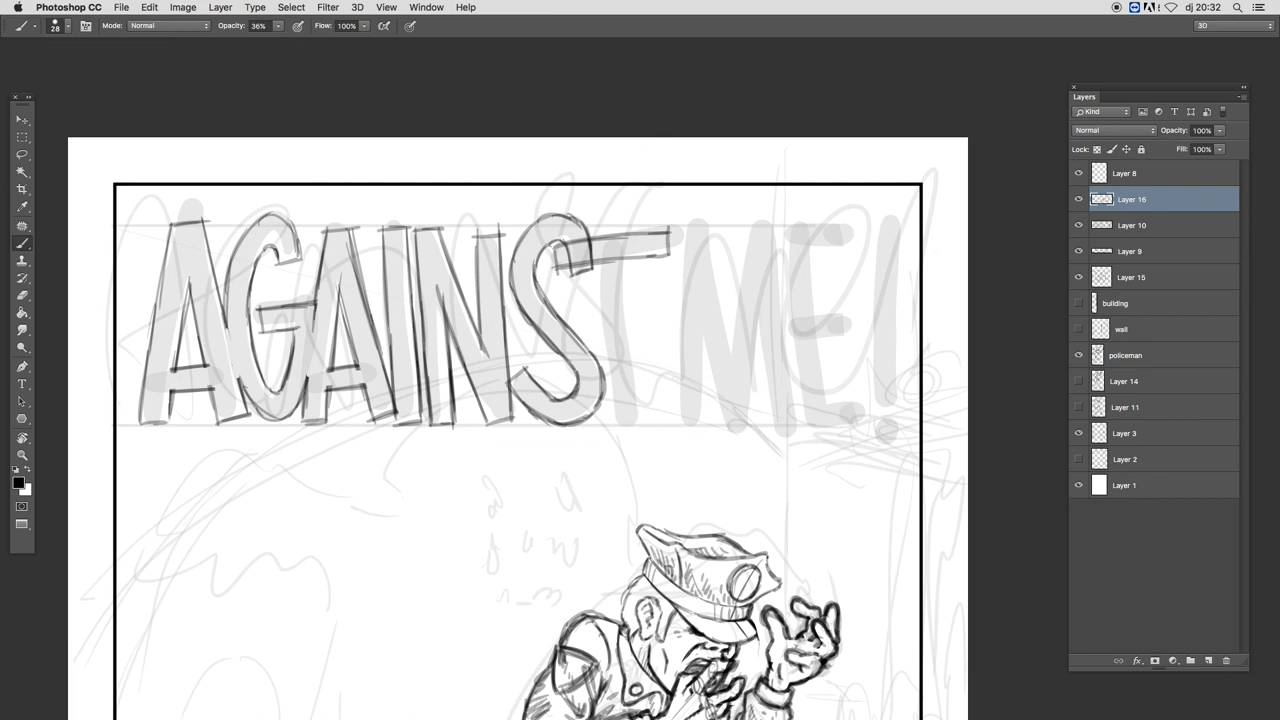 Photoshop CC File Edit Image Layer Type Select Filter 3D View Window Help dj 20:32
28 Mode: Normal Opacity: 36% Flow: 100% 3D
Layers
Kind
Normal Opacity: 100%
Lock: Fill: 100%
Layer 8
Layer 16
Layer 10
Layer 9
Layer 15
building
wall
policeman
Layer 14
Layer 11
Layer 3
Layer 2
Layer 1
AGAINST ME!